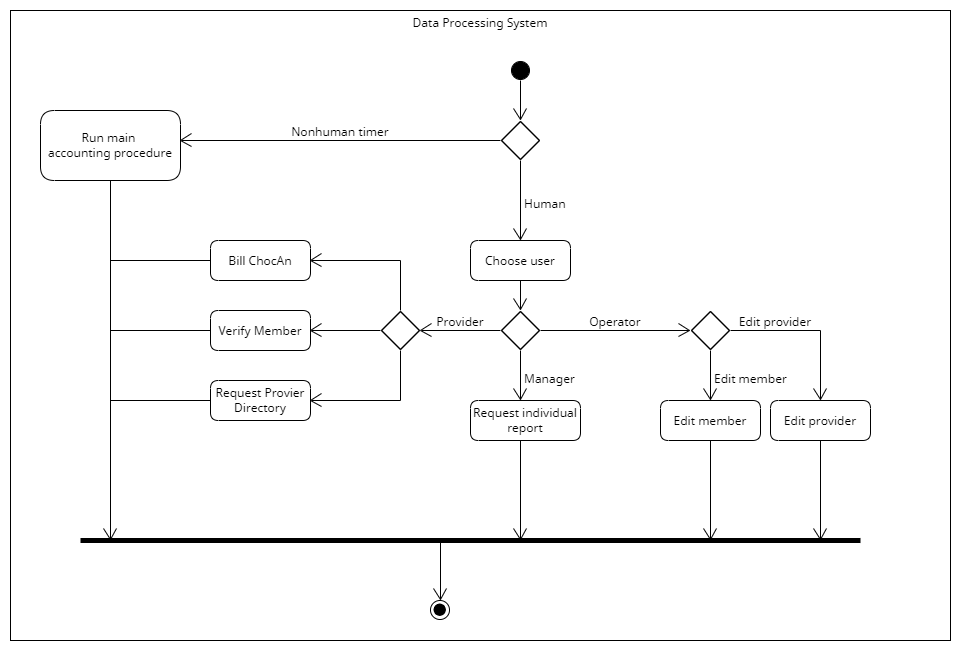 Data Processing System
Nonhuman timer
Run main
accounting procedure
Human
Bill ChocAn
Choose user
Provider
Operator
Edit provider
Verify Member
Manager
Edit member
Request Provier
Directory
Request individual
report
Edit member
Edit provider